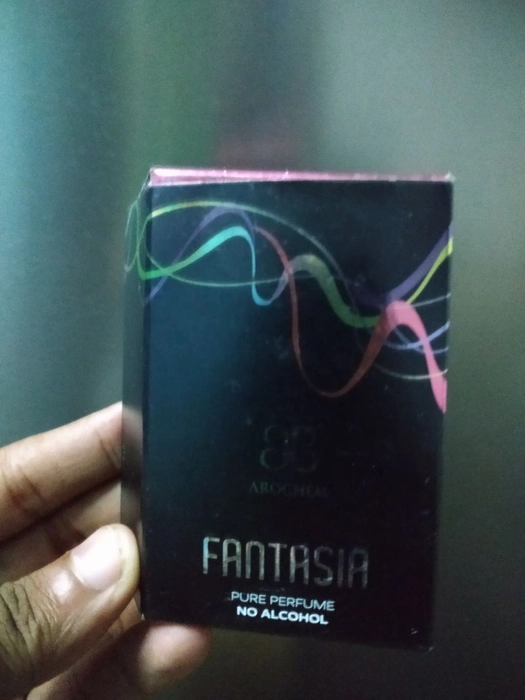 AROCHEM
FANTASIA
PURE PERFUME
NO ALCOHOL